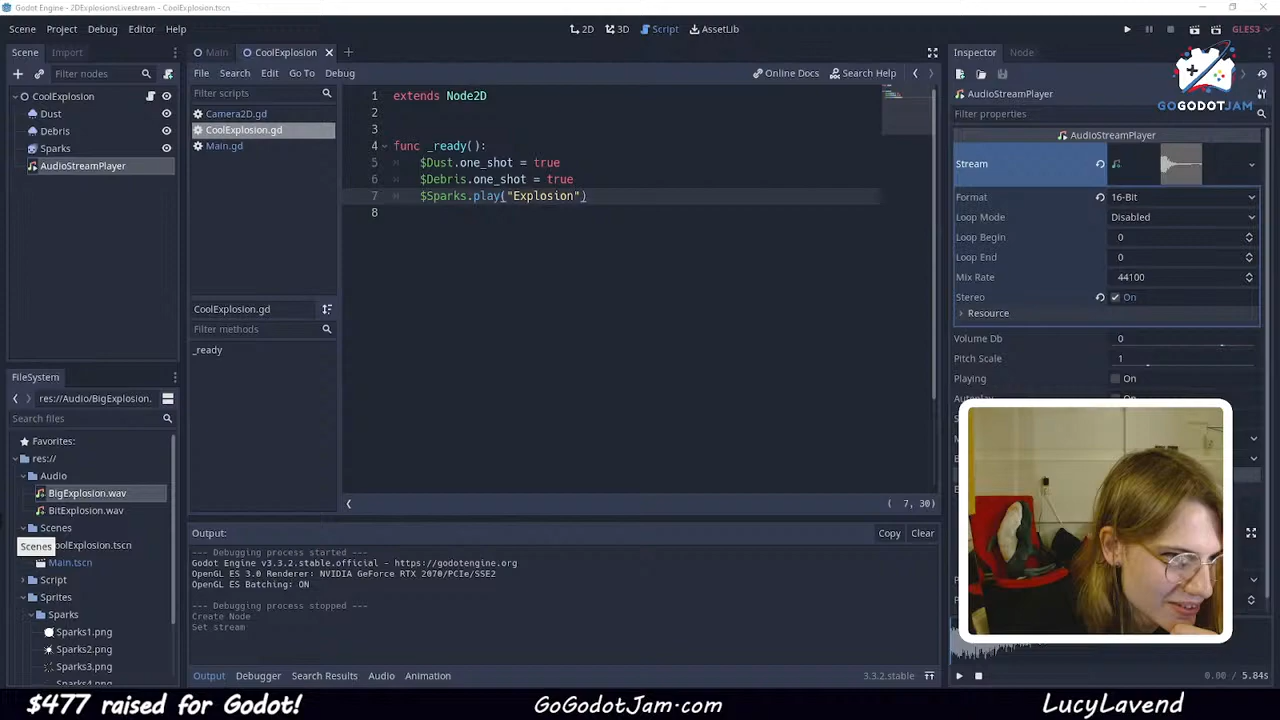 Godot Engine - 2DExplosionsLivestream - CoolExplosion.tscn
Scene Project Debug Editor Help
2D 3D Script AssetLib
GLES3
Scene Import
Filter nodes
CoolExplosion
Dust
Debris
Sparks
AudioStreamPlayer
FileSystem
res://Audio/BigExplosion.
Search files
Favorites:
res://
Audio
BigExplosion.wav
BitExplosion.wav
Scenes
Scenes
oolExplosion.tscn
Main.tscn
Script
Sprites
Sparks
Sparks1.png
Sparks2.png
Sparks3.png
Sparks4.png
Main CoolExplosion
File Search Edit Go To Debug
Online Docs Search Help
Filter scripts
Camera2D.gd
CoolExplosion.gd
Main.gd
CoolExplosion.gd
Filter methods
_ready
1 extends Node2D
2
3
4 func _ready():
5 $Dust.one_shot = true
6 $Debris.one_shot = true
7 $Sparks.play("Explosion")
8
( 7, 30)
Output:
Copy Clear
--- Debugging process started ---
Godot Engine v3.3.2.stable.official - https://godotengine.org
OpenGL ES 3.0 Renderer: NVIDIA GeForce RTX 2070/PCIe/SSE2
OpenGL ES Batching: ON
--- Debugging process stopped ---
Create Node
Set stream
Output Debugger Search Results Audio Animation
3.3.2.stable
Inspector Node
GOGODOTJAM
AudioStreamPlayer
Filter properties
AudioStreamPlayer
Stream
Format 16-Bit
Loop Mode Disabled
Loop Begin 0
Loop End 0
Mix Rate 44100
Stereo On
Resource
Volume Db 0
Pitch Scale 1
Playing On
Autoplay On
0.00 / 5.84s
$477 raised for Godot!
GoGodotJam.com
LucyLavend